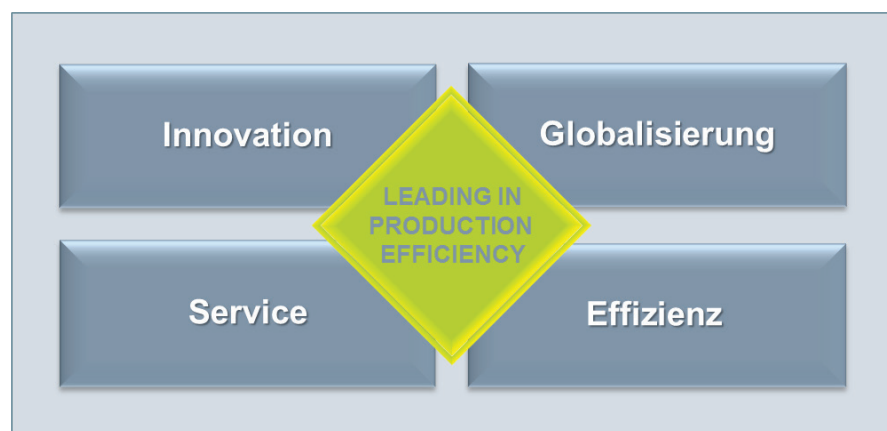 Innovation
Globalisierung
LEADING IN
PRODUCTION
EFFICIENCY
Service
Effizienz